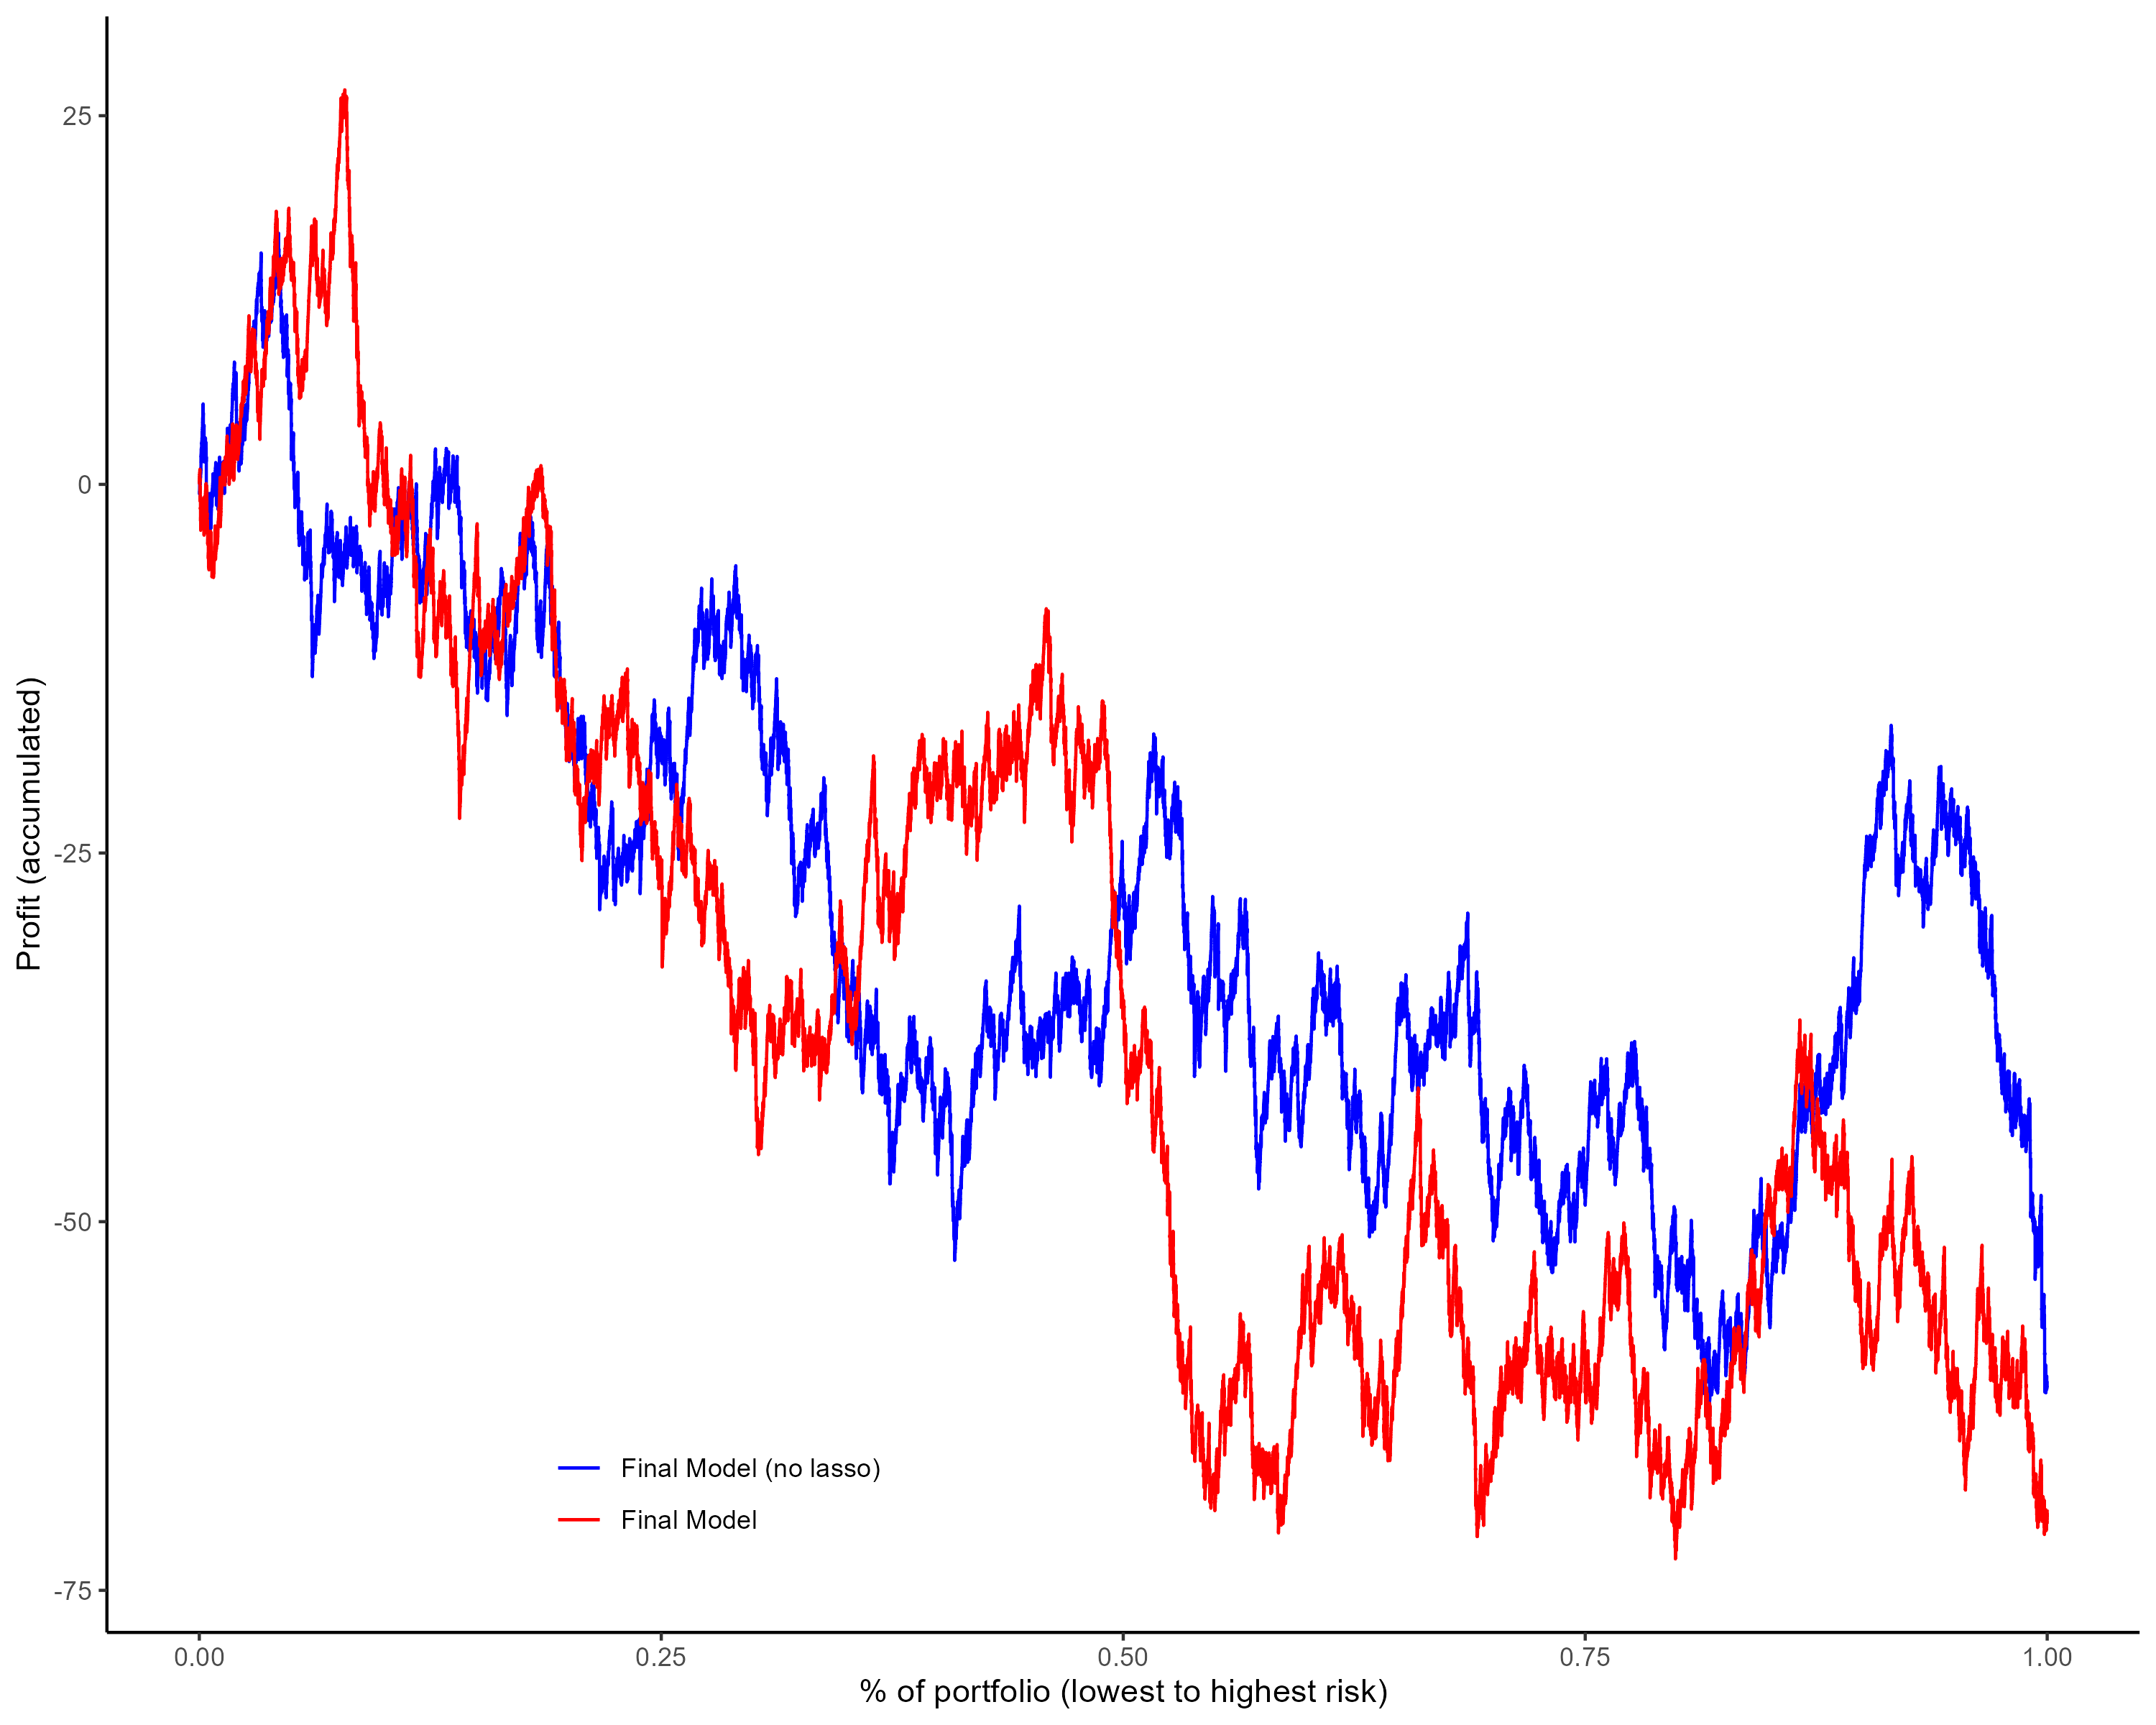 25
0
-25
-50
-75
Profit (accumulated)
Final Model (no lasso)
Final Model
0.00 0.25 0.50 0.75 1.00
% of portfolio (lowest to highest risk)